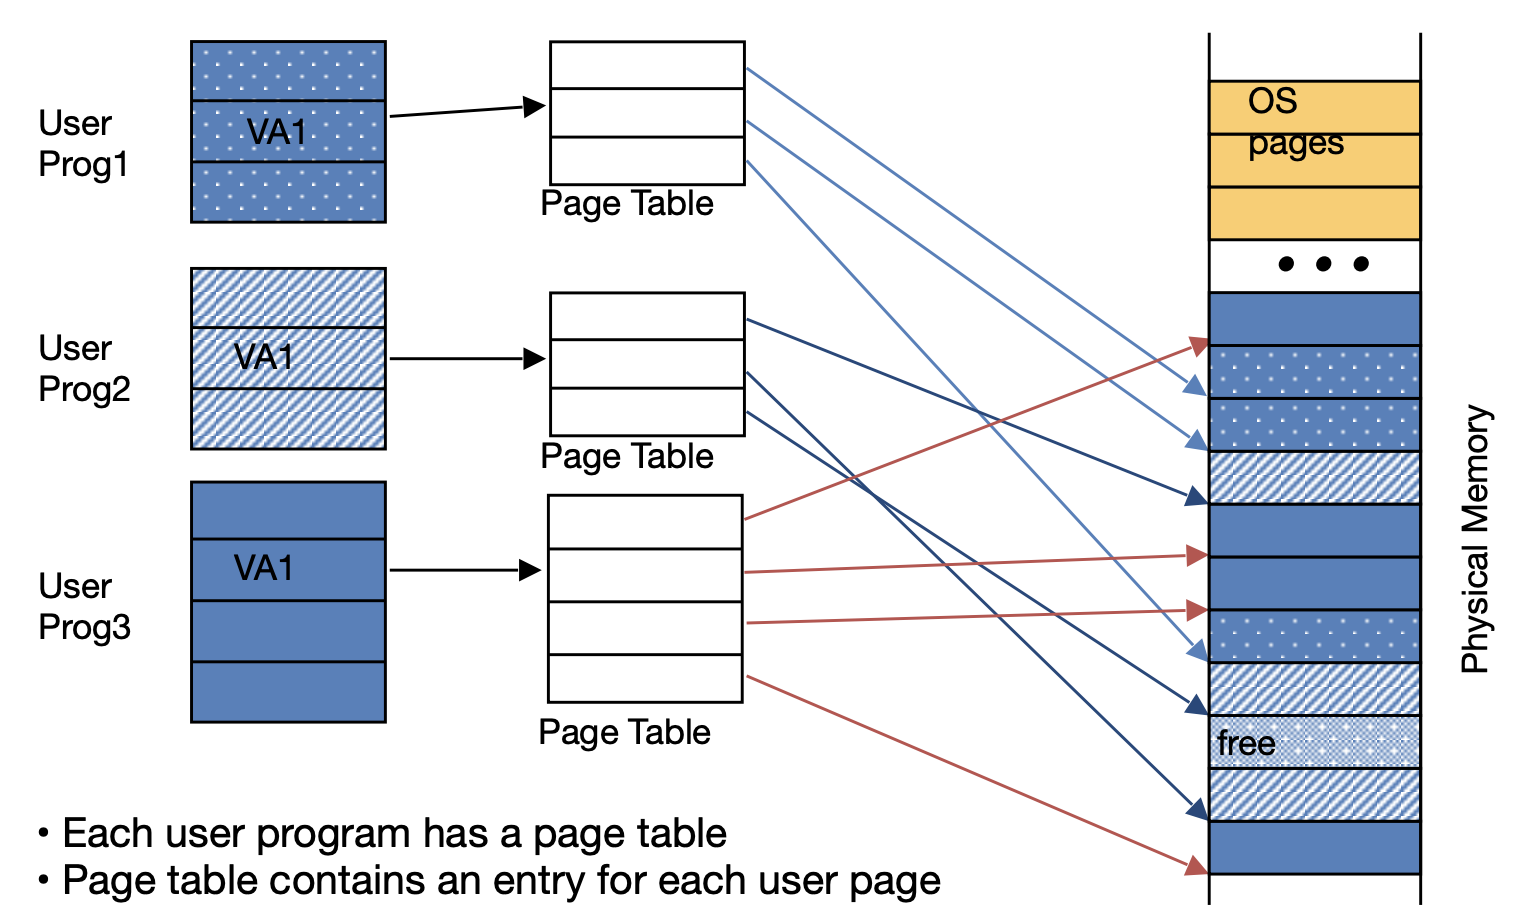 User
Prog1
VA1
Page Table
OS
pages
User
Prog2
VA1
Page Table
User
Prog3
VA1
Page Table
free
Physical Memory
• Each user program has a page table
• Page table contains an entry for each user page